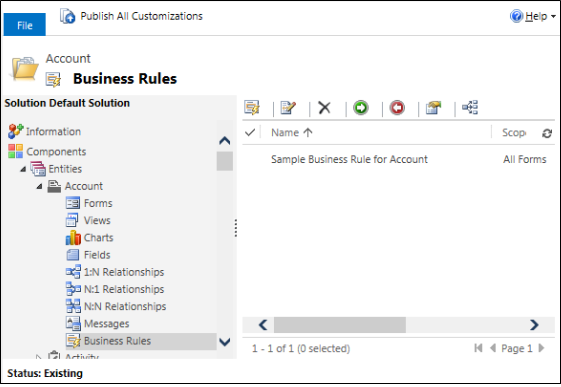 File
Publish All Customizations
Help
Account
Business Rules
Solution Default Solution
Information
Components
Entities
Account
Forms
Views
Charts
Fields
1:N Relationships
N:1 Relationships
N:N Relationships
Messages
Business Rules
Activity
Name
Scop
Sample Business Rule for Account
All Forms
1 - 1 of 1 (0 selected)
Page 1
Status: Existing